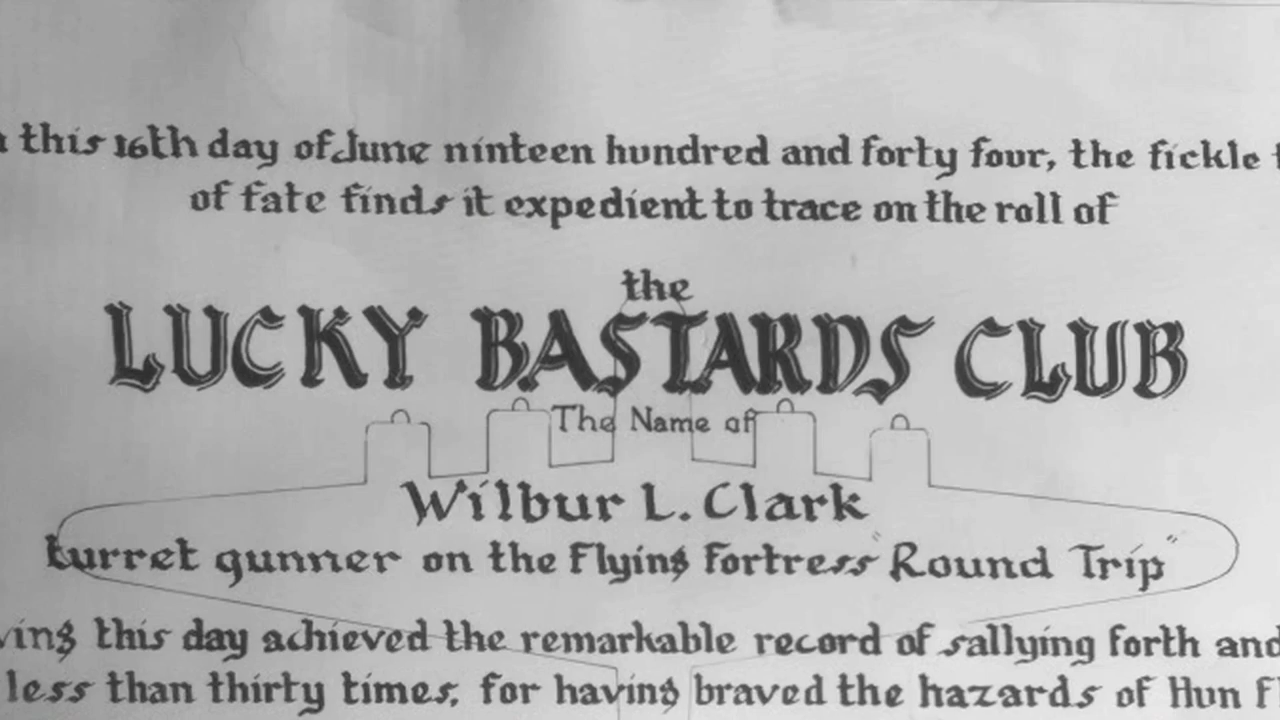 this 16th day of June ninteen hundred and forty four, the fickle
of fate finds it expedient to trace on the roll of
the
LUCKY BASTARDS CLUB
The Name of
Wilbur L. Clark
turret gunner on the Flying Fortress "Round Trip"
ving this day achieved the remarkable record of sallying forth and
less than thirty times, for having braved the hazards of Hun